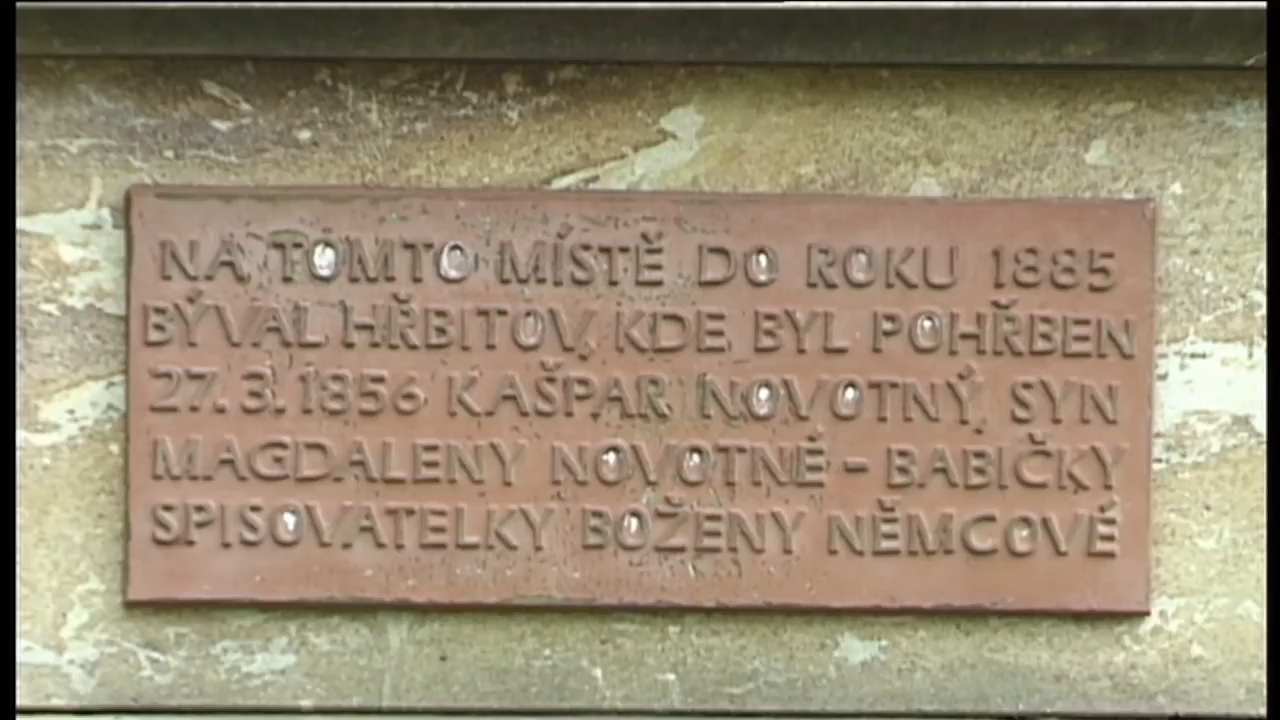 NA TOMTO MÍSTĚ DO ROKU 1885
BÝVAL HŘBITOV, KDE BYL POHŘBEN
27. 3. 1856 KAŠPAR NOVOTNÝ, SYN
MAGDALENY NOVOTNÉ - BABIČKY
SPISOVATELKY BOŽENY NĚMCOVÉ